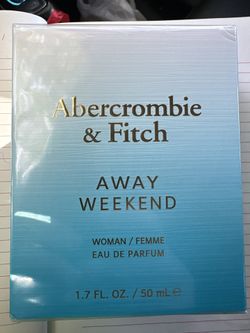 Abercrombie
& Fitch
AWAY
WEEKEND
WOMAN / FEMME
EAU DE PARFUM
1.7 FL. OZ. / 50 mL ℮